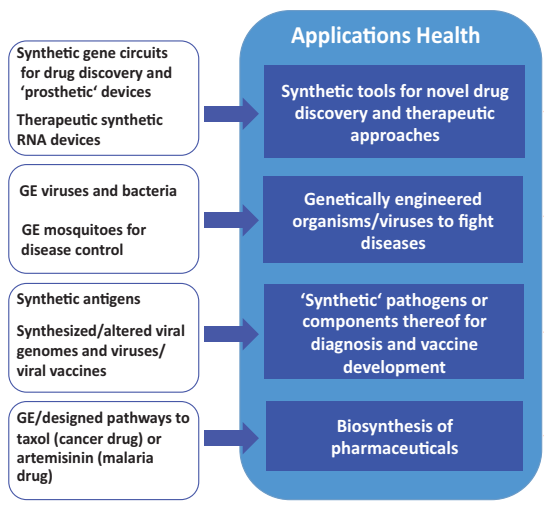 Applications Health
Synthetic gene circuits
for drug discovery and
‘prosthetic‘ devices
Therapeutic synthetic
RNA devices
Synthetic tools for novel drug
discovery and therapeutic
approaches
GE viruses and bacteria
GE mosquitoes for
disease control
Genetically engineered
organisms/viruses to fight
diseases
Synthetic antigens
Synthesized/altered viral
genomes and viruses/
viral vaccines
‘Synthetic‘ pathogens or
components thereof for
diagnosis and vaccine
development
GE/designed pathways to
taxol (cancer drug) or
artemisinin (malaria
drug)
Biosynthesis of
pharmaceuticals